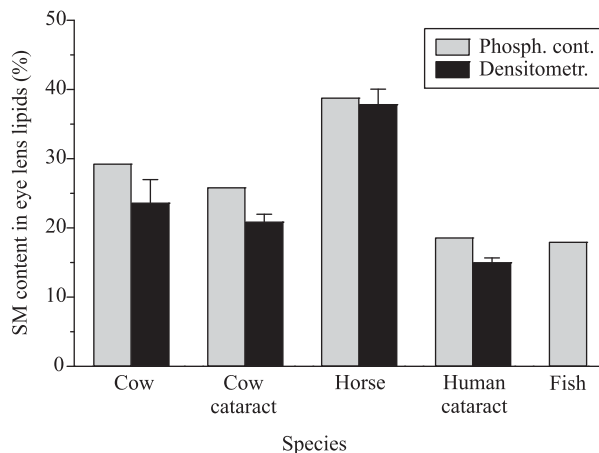 50
40
30
20
10
0
SM content in eye lens lipids (%)
Phosph. cont.
Densitometr.
Cow
Cow
cataract
Horse
Human
cataract
Fish
Species